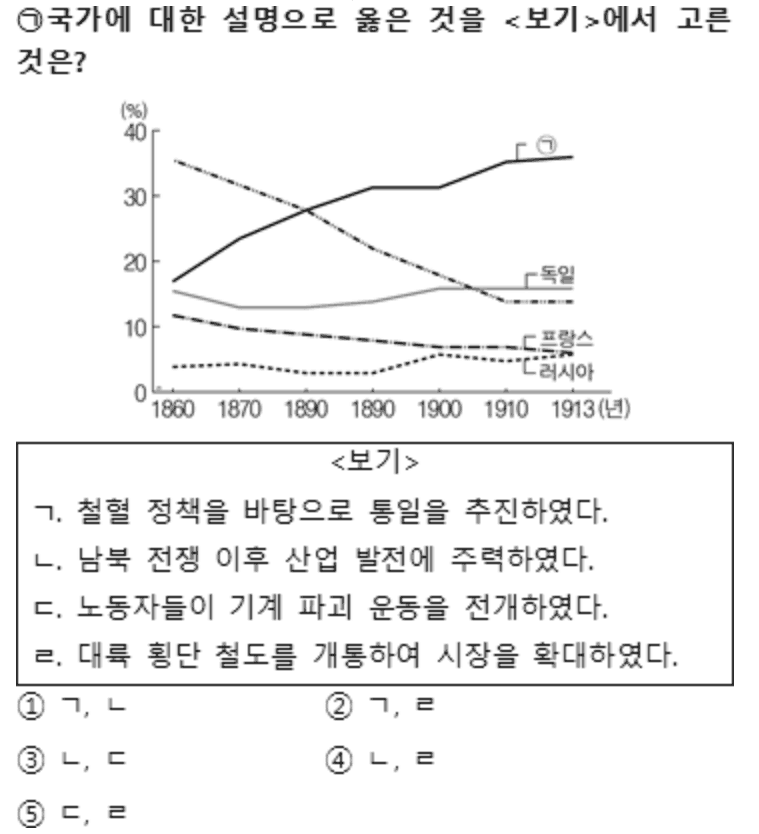 ㉠국가에 대한 설명으로 옳은 것을 <보기>에서 고른
것은?
(%)
40
30
20
10
0
㉠
독일
프랑스
러시아
1860 1870 1890 1890 1900 1910 1913(년)
<보기>
ㄱ. 철혈 정책을 바탕으로 통일을 추진하였다.
ㄴ. 남북 전쟁 이후 산업 발전에 주력하였다.
ㄷ. 노동자들이 기계 파괴 운동을 전개하였다.
ㄹ. 대륙 횡단 철도를 개통하여 시장을 확대하였다.
① ㄱ, ㄴ ② ㄱ, ㄹ
③ ㄴ, ㄷ ④ ㄴ, ㄹ
⑤ ㄷ, ㄹ